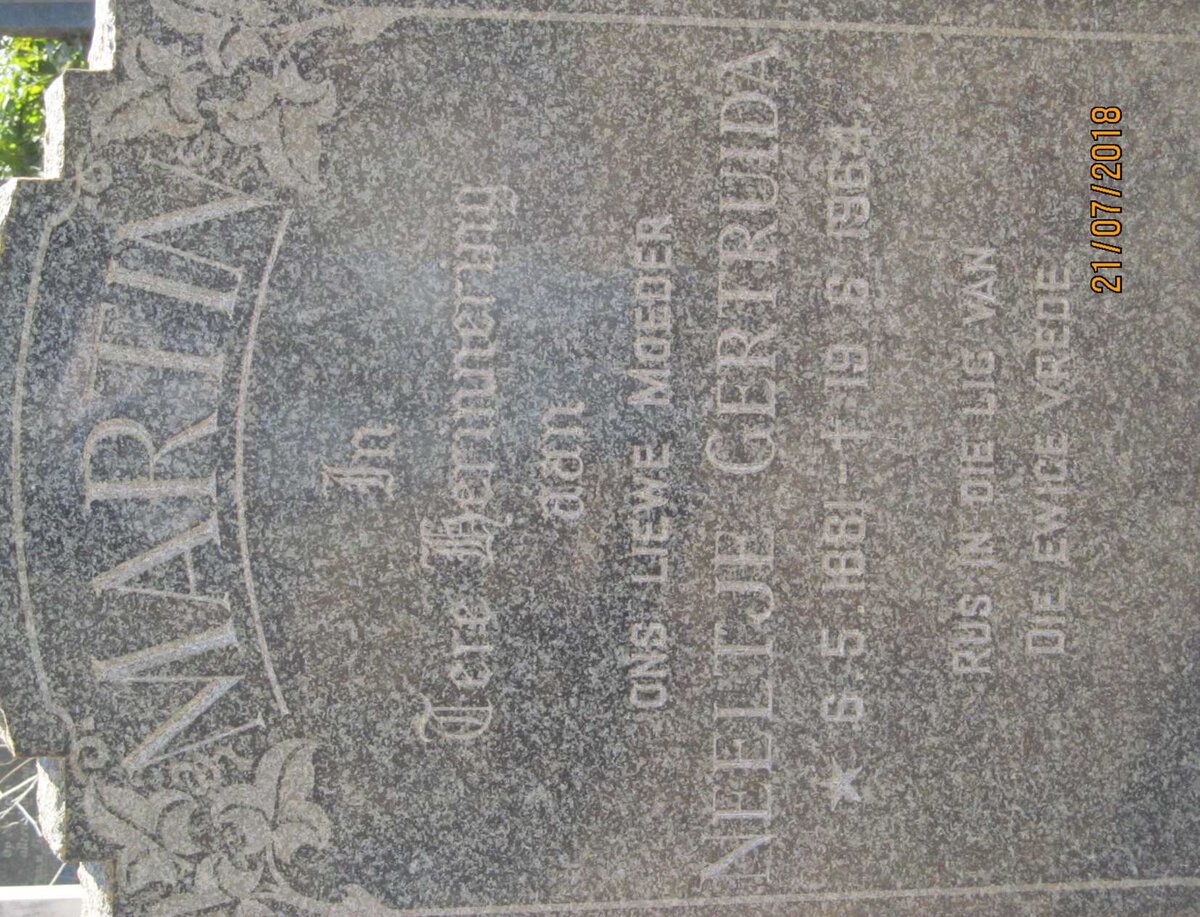 MARTIN
In
Tere Herinnering
aan
ONS LIEWE MOEDER
NEELTJE GERTRUIDA
★ 6.5.1881 - † 19.6.1964.
RUS IN DIE LIG VAN
DIE EWIGE VREDE
21/07/2018